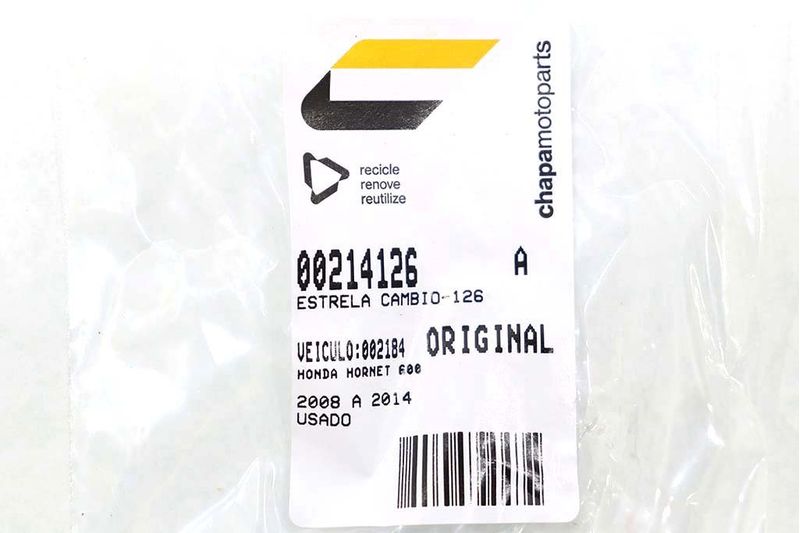 chapamotoparts
recicle
renove
reutilize
00214126 A
ESTRELA CAMBIO-126
VEICULO:002184 ORIGINAL
HONDA HORNET 600
2008 A 2014
USADO